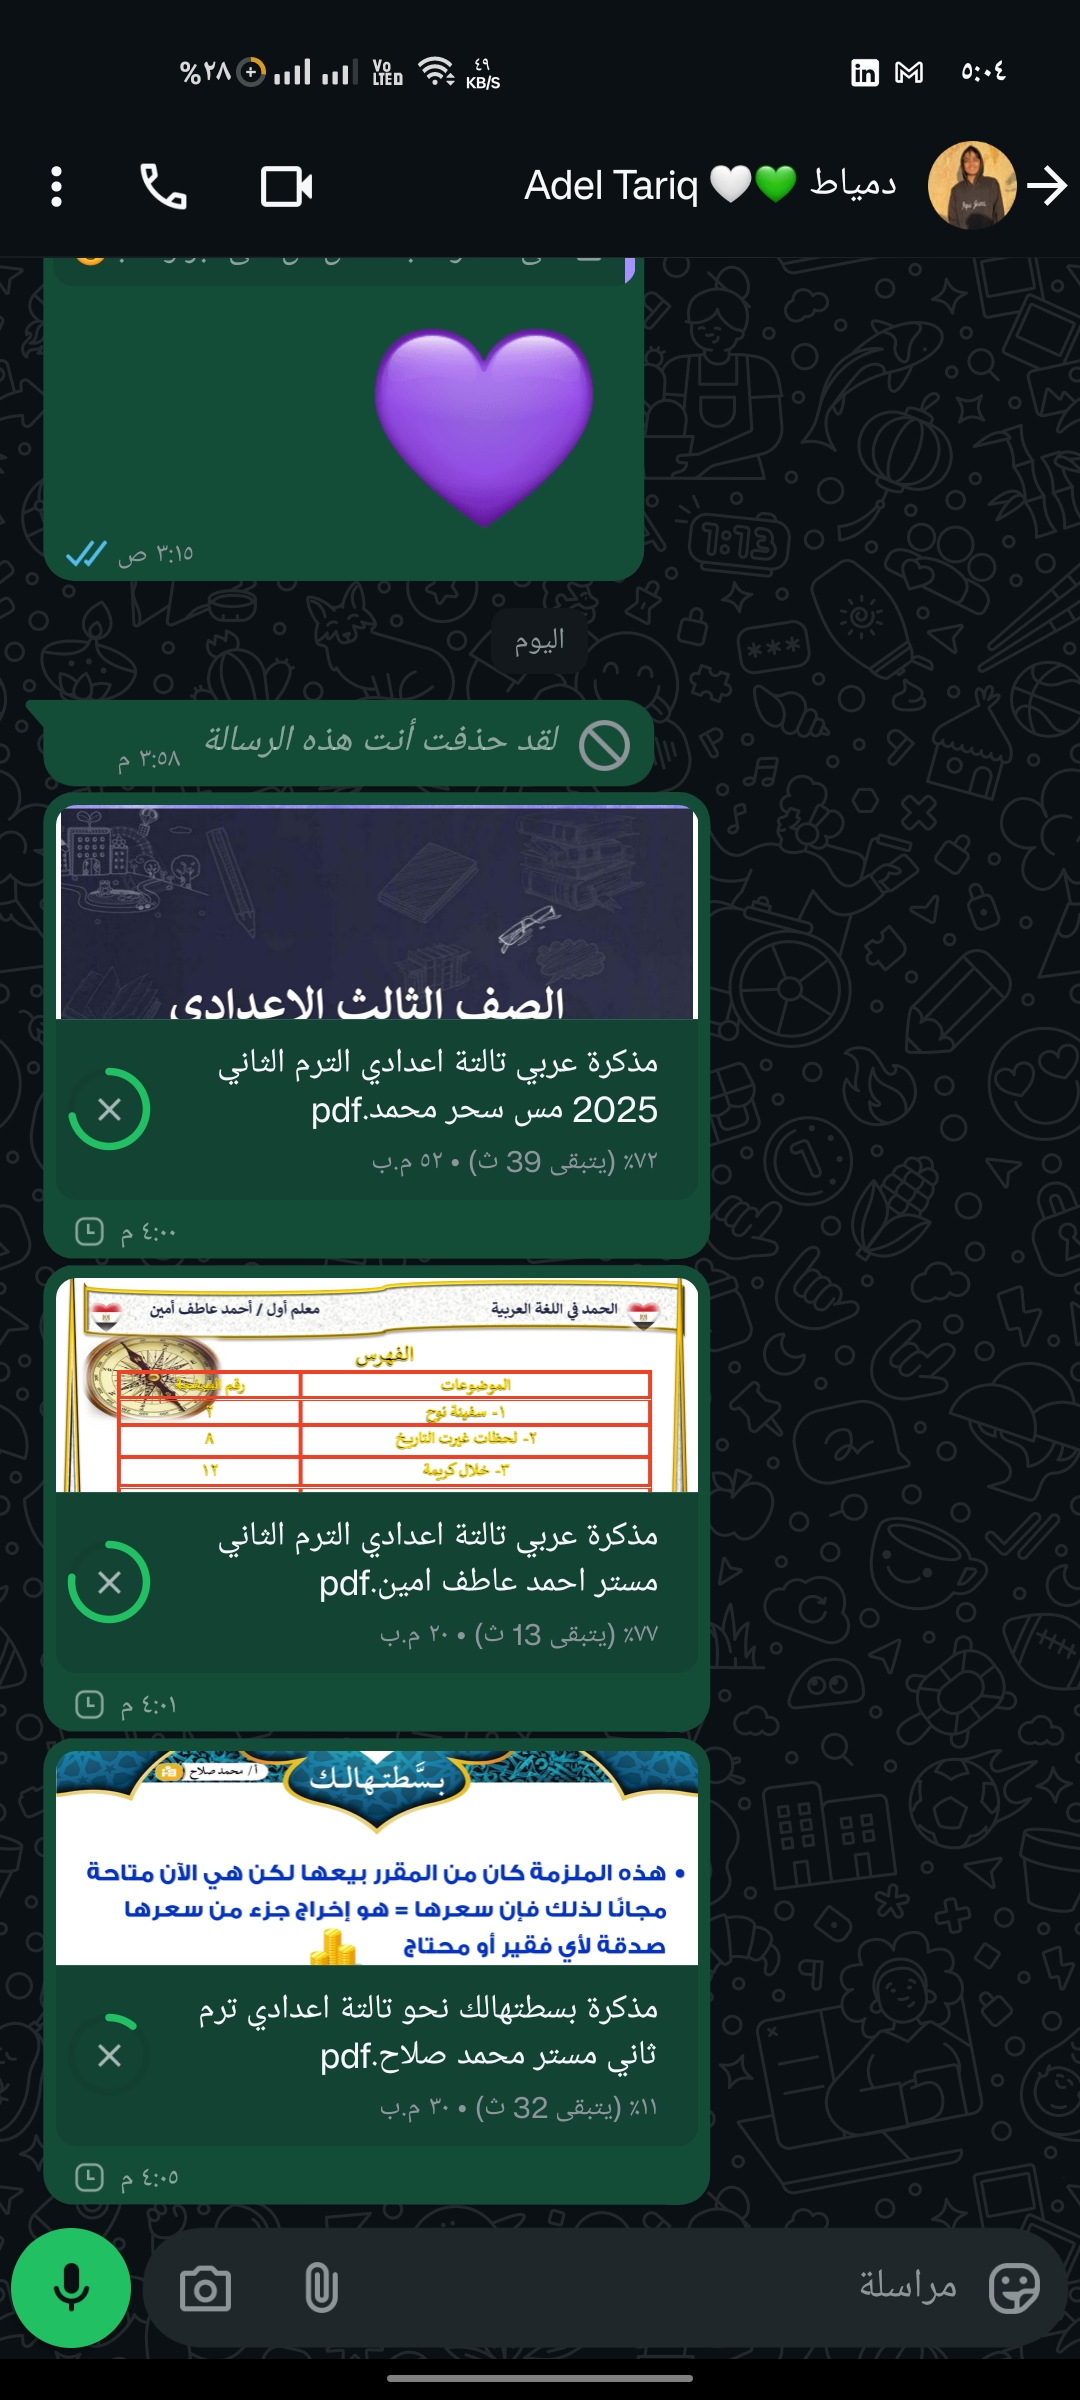 ٥:٠٤
٤٩ KB/S
VoLTED
%٢٨
Adel Tariq 🤍💚 دمياط
٣:١٥ ص
اليوم
لقد حذفت أنت هذه الرسالة
٣:٥٨ م
الصف الثالث الاعدادى
مذكرة عربي تالتة اعدادي الترم الثاني
2025 مس سحر محمد.pdf
٧٢٪ (يتبقى 39 ث) • ٥٢ م.ب
٤:٠٠ م
الحمد في اللغة العربية
معلم أول / أحمد عاطف أمين
الفهرس
الموضوعات رقم الصفحة
١- سفينة نوح ٢
٢- لحظات غيرت التاريخ ٨
٣- خلال كريمة ١٢
مذكرة عربي تالتة اعدادي الترم الثاني
مستر احمد عاطف امين.pdf
٧٧٪ (يتبقى 13 ث) • ٢٠ م.ب
٤:٠١ م
بسَّطتهالك
أ/ محمد صلاح
• هذه الملزمة كان من المقرر بيعها لكن هي الآن متاحة
مجانًا لذلك فإن سعرها = هو إخراج جزء من سعرها
صدقة لأي فقير أو محتاج
مذكرة بسطتهالك نحو تالتة اعدادي ترم
ثاني مستر محمد صلاح.pdf
١١٪ (يتبقى 32 ث) • ٣٠ م.ب
٤:٠٥ م
مراسلة